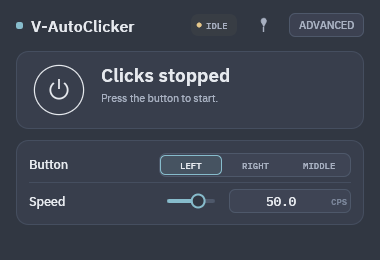 V-AutoClicker IDLE ADVANCED
Clicks stopped
Press the button to start.
Button LEFT RIGHT MIDDLE
Speed 50.0 CPS